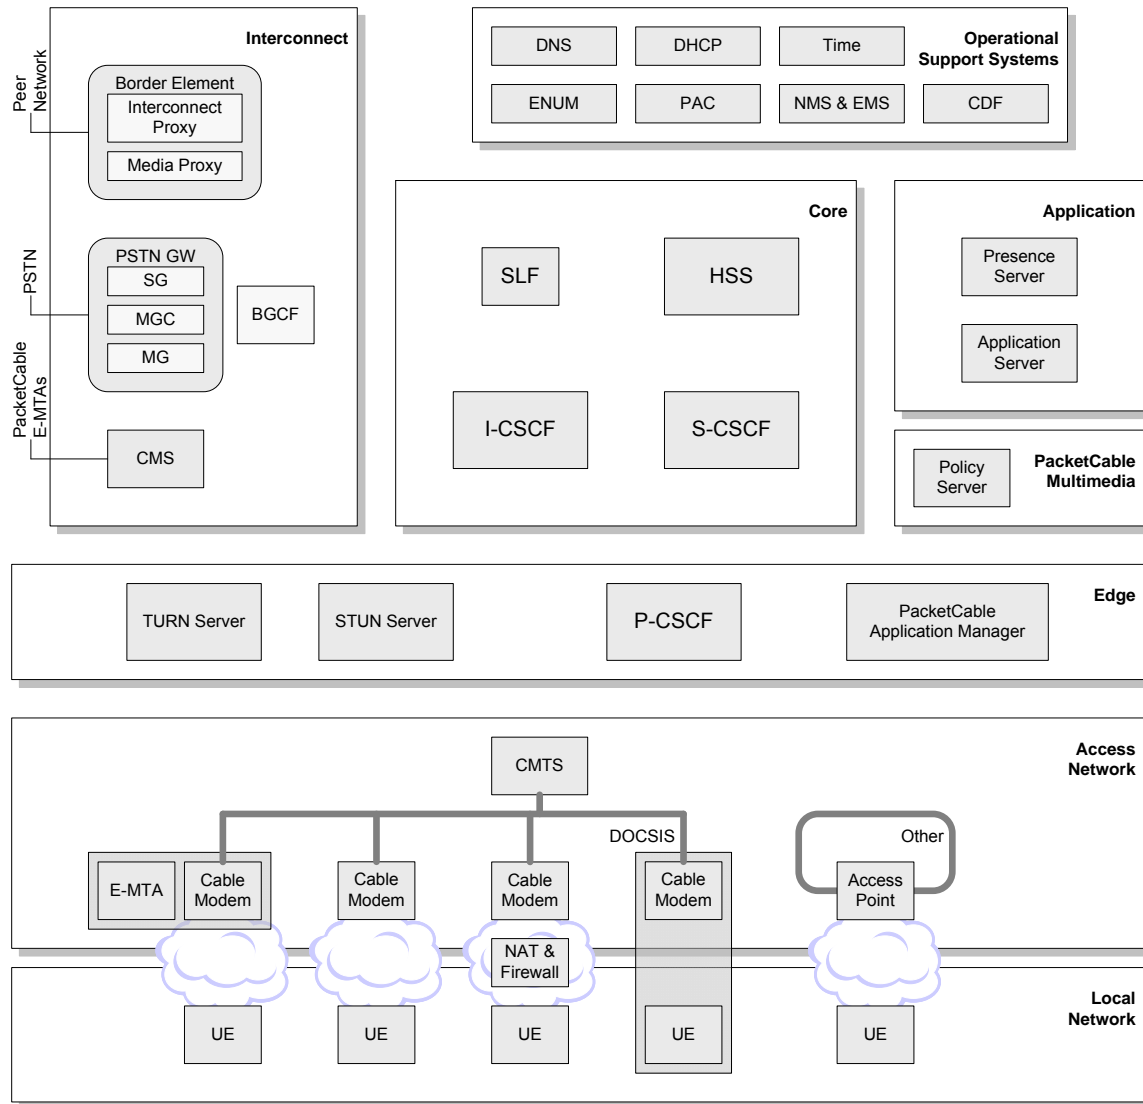 Interconnect
Peer
Network
Border Element
Interconnect
Proxy
Media Proxy
PSTN
PSTN GW
SG
MGC
MG
BGCF
PacketCable
E-MTAs
CMS
Operational
Support Systems
DNS
DHCP
Time
ENUM
PAC
NMS & EMS
CDF
Core
SLF
HSS
I-CSCF
S-CSCF
Application
Presence
Server
Application
Server
PacketCable
Multimedia
Policy
Server
Edge
TURN Server
STUN Server
P-CSCF
PacketCable
Application Manager
Access
Network
CMTS
DOCSIS
Other
E-MTA
Cable
Modem
Cable
Modem
Cable
Modem
Cable
Modem
Access
Point
NAT &
Firewall
Local
Network
UE
UE
UE
UE
UE